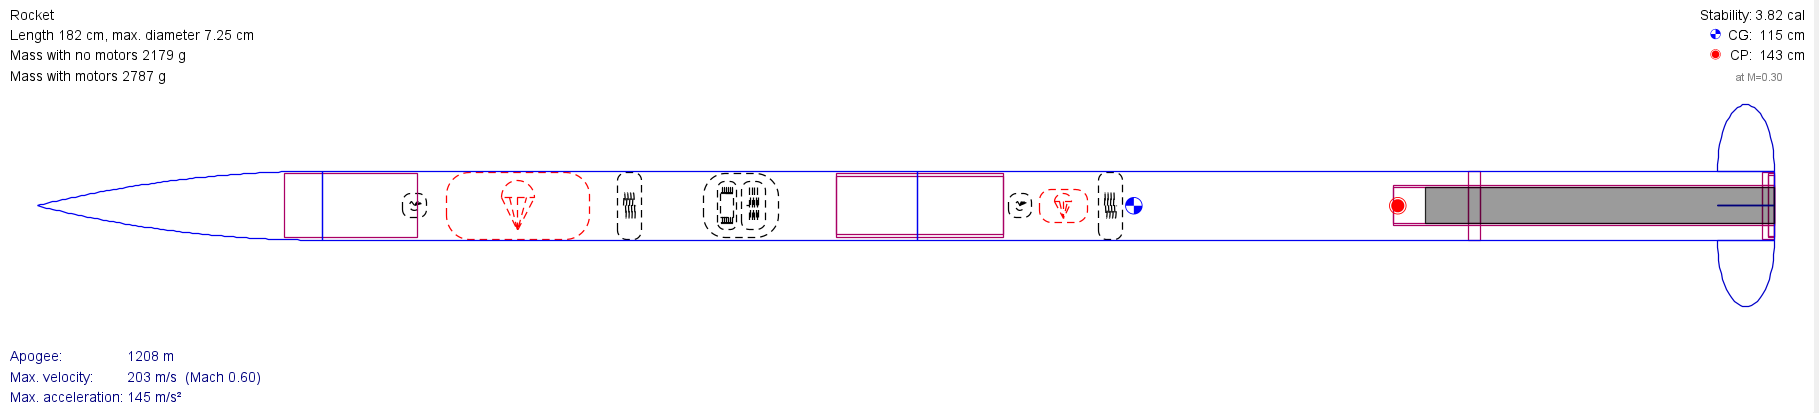 Rocket
Length 182 cm, max. diameter 7.25 cm
Mass with no motors 2179 g
Mass with motors 2787 g
Stability: 3.82 cal
CG: 115 cm
CP: 143 cm
at M=0.30
Apogee: 1208 m
Max. velocity: 203 m/s (Mach 0.60)
Max. acceleration: 145 m/s²